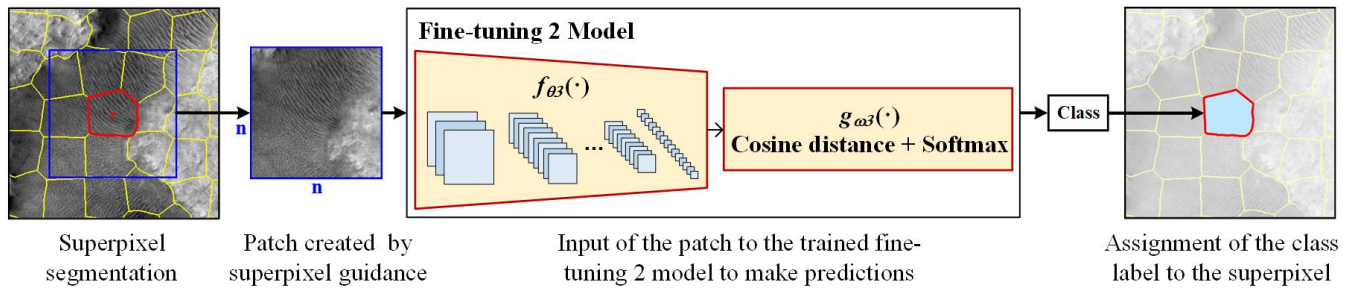 Fine-tuning 2 Model
fθ3(·)
...
gω3(·)
Cosine distance + Softmax
n
n
Class
Superpixel
segmentation
Patch created by
superpixel guidance
Input of the patch to the trained fine-
tuning 2 model to make predictions
Assignment of the class
label to the superpixel